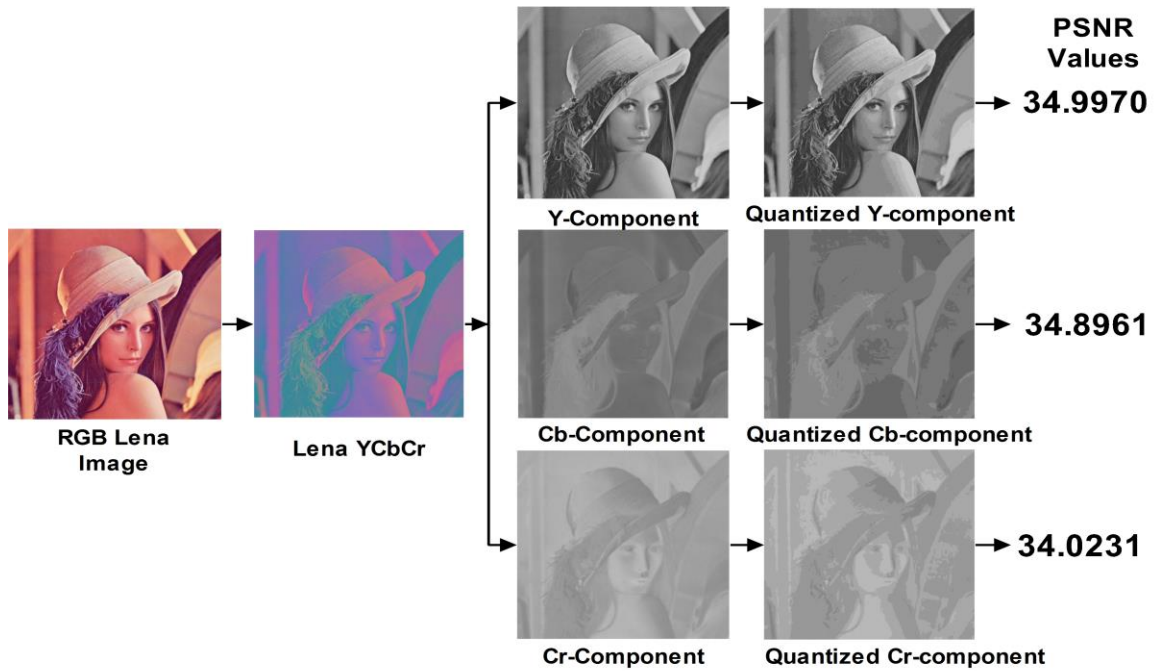 PSNR
Values
34.9970
Y-Component
Quantized Y-component
34.8961
RGB Lena
Image
Lena YCbCr
Cb-Component
Quantized Cb-component
34.0231
Cr-Component
Quantized Cr-component